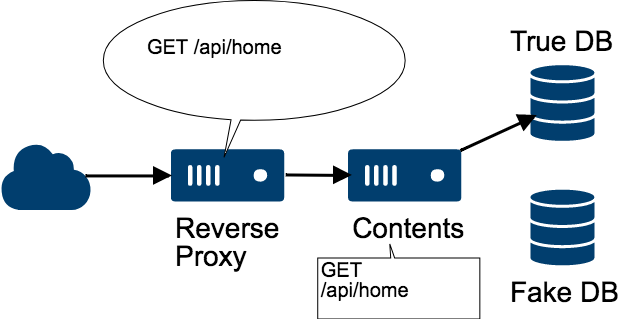 GET /api/home
True DB
Reverse
Proxy
Contents
GET
/api/home
Fake DB